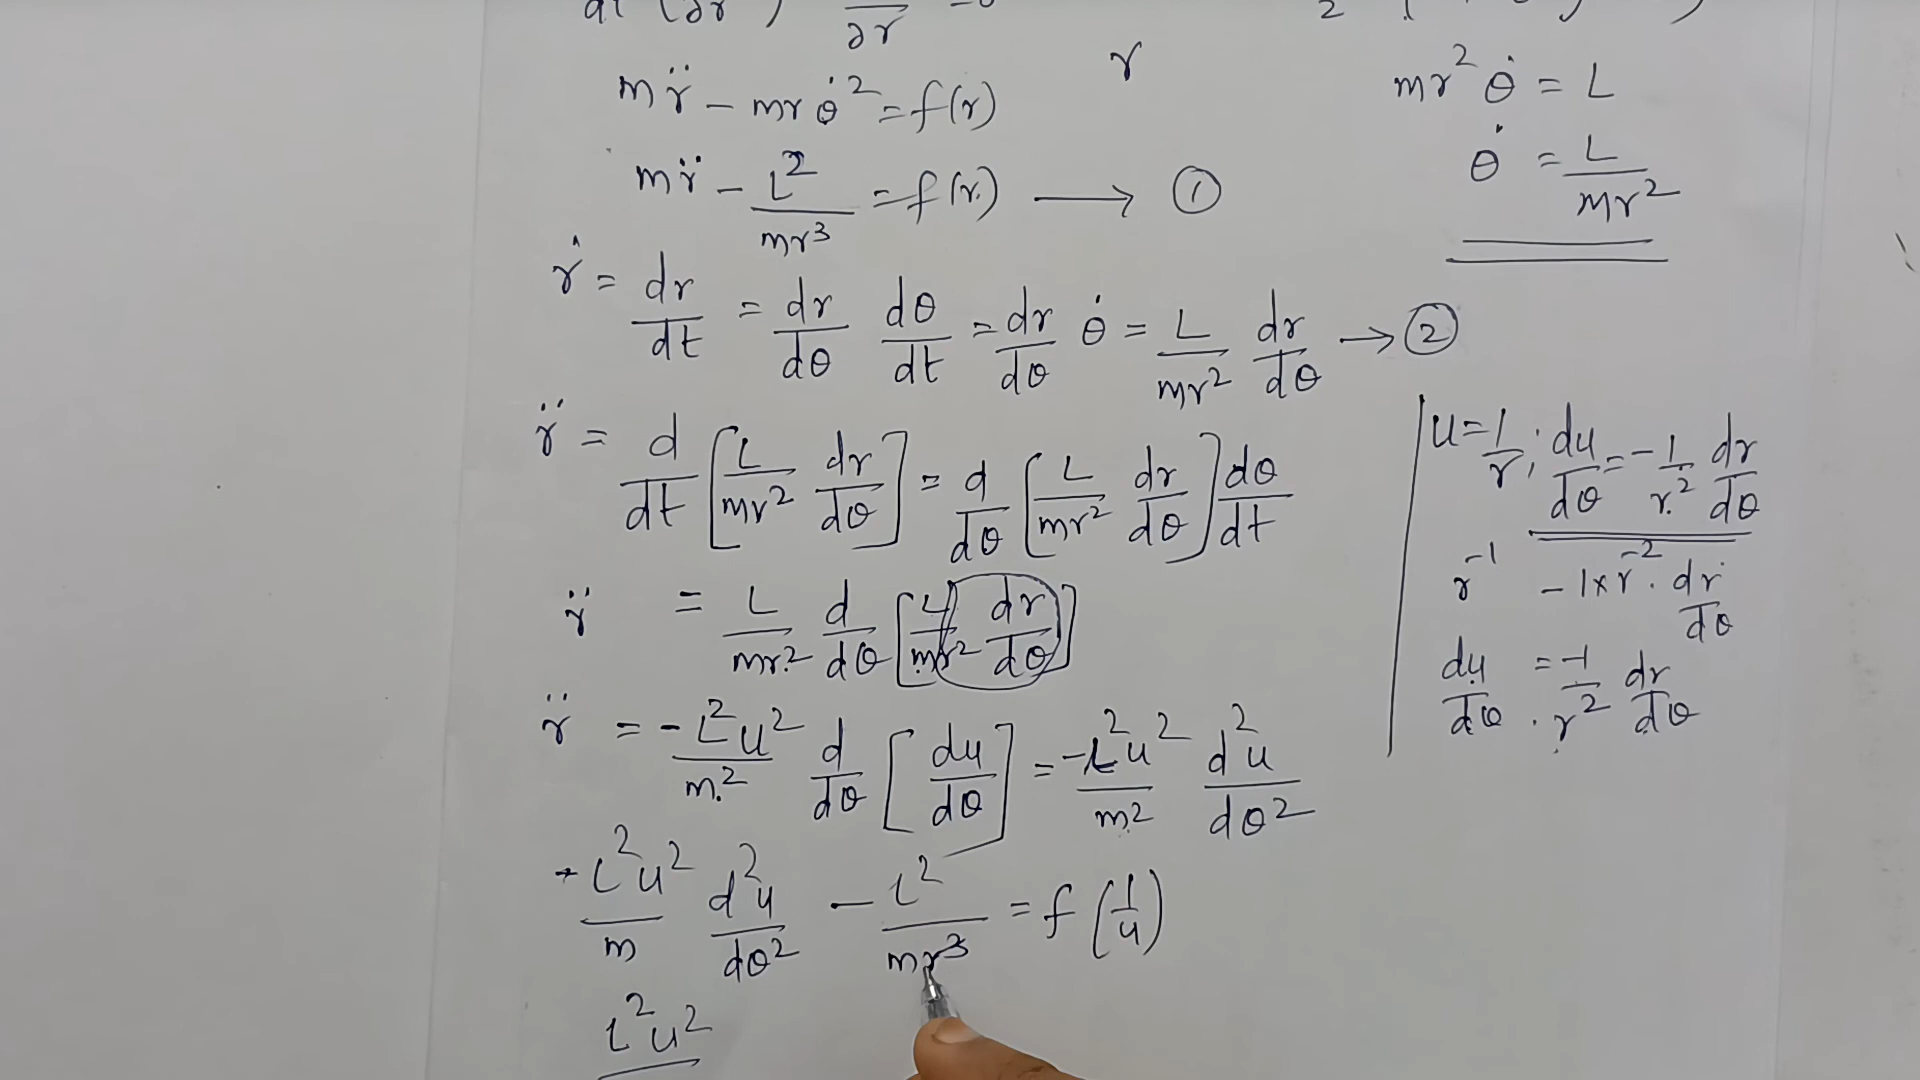 ∂r
r
mr̈ - mrθ̇² = f(r)
mr̈ - L²/mr³ = f(r) ⟶ ①
ṙ = dr/dt = dr/dθ dθ/dt = dr/dθ θ̇ = L/mr² dr/dθ → ②
r̈ = d/dt [L/mr² dr/dθ] = d/dθ [L/mr² dr/dθ] dθ/dt
r̈ = L/mr² d/dθ [L/mr² dr/dθ]
r̈ = -L²u²/m² d/dθ [du/dθ] = -L²u²/m² d²u/dθ²
-L²u²/m d²u/dθ² - L²/mr³ = f(1/u)
L²u²
mr²θ̇ = L
θ̇ = L/mr²
u = 1/r; du/dθ = -1/r² dr/dθ
r⁻¹ -1×r⁻². dr/dθ
du/dθ = -1/r² dr/dθ